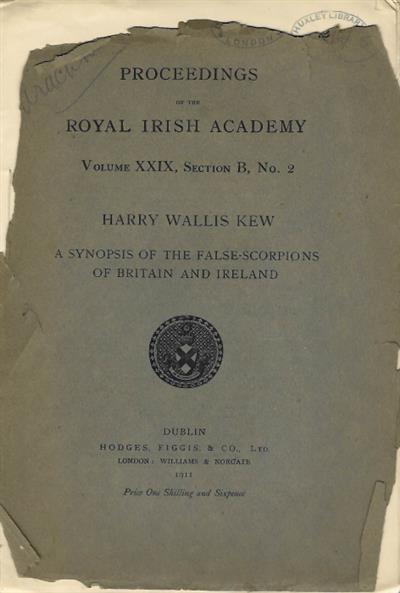 HUXLEY LIBRARY
LONDON
PROCEEDINGS
OF THE
ROYAL IRISH ACADEMY
VOLUME XXIX, SECTION B, NO. 2
HARRY WALLIS KEW
A SYNOPSIS OF THE FALSE-SCORPIONS
OF BRITAIN AND IRELAND
DUBLIN
HODGES, FIGGIS, & CO., LTD.
LONDON: WILLIAMS & NORGATE
1911
Price One Shilling and Sixpence